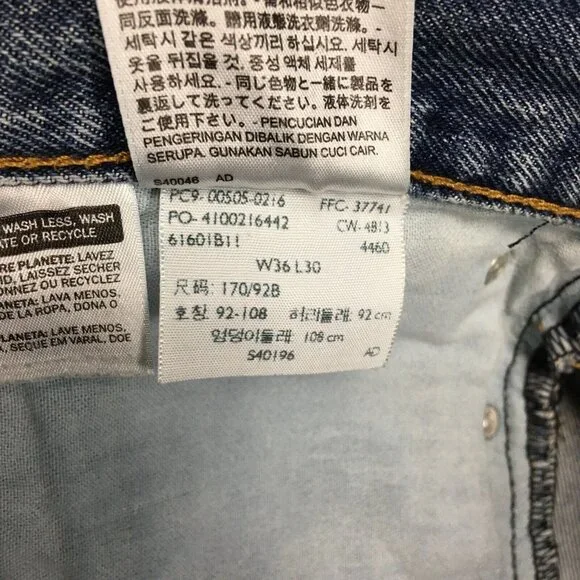 同反面洗滌。請用液態洗衣劑洗滌。-
세탁시 같은 색상끼리 하십시요. 세탁시
옷을 뒤집을 것. 중성 액체 세제를
사용하세요. - 同じ色物と一緒に製品を
裏返して洗ってください。液体洗剤をご
使用ください。- PENCUCIAN DAN
PENGERINGAN DIBALIK DENGAN WARNA
SERUPA. GUNAKAN SABUN CUCI CAIR.
S40046 AD
WASH LESS, WASH
ATE OR RECYCLE
RE PLANETE: LAVEZ
ID, LAISSEZ SECHER
ONNEZ OU RECYCLEZ
LANETA: LAVA MENOS.
DE LA ROPA, DONA O
LANETA: LAVE MENOS,
, SEQUE EM VARAL, DOE
PC9-00505-0216 FFC-37741
PO-4100216442 CW-4813
61601B11 4460
W36 L30
尺码: 170/92B
호칭 92-108 허리둘레: 92 cm
엉덩이둘레 108 cm
S40196 AD